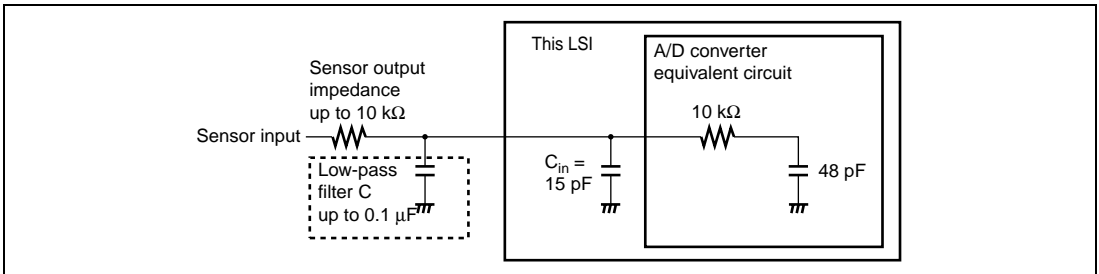 This LSI
A/D converter
equivalent circuit
Sensor output
impedance
up to 10 kΩ
10 kΩ
Sensor input
Low-pass
filter C
up to 0.1 μF
Cin =
15 pF
48 pF